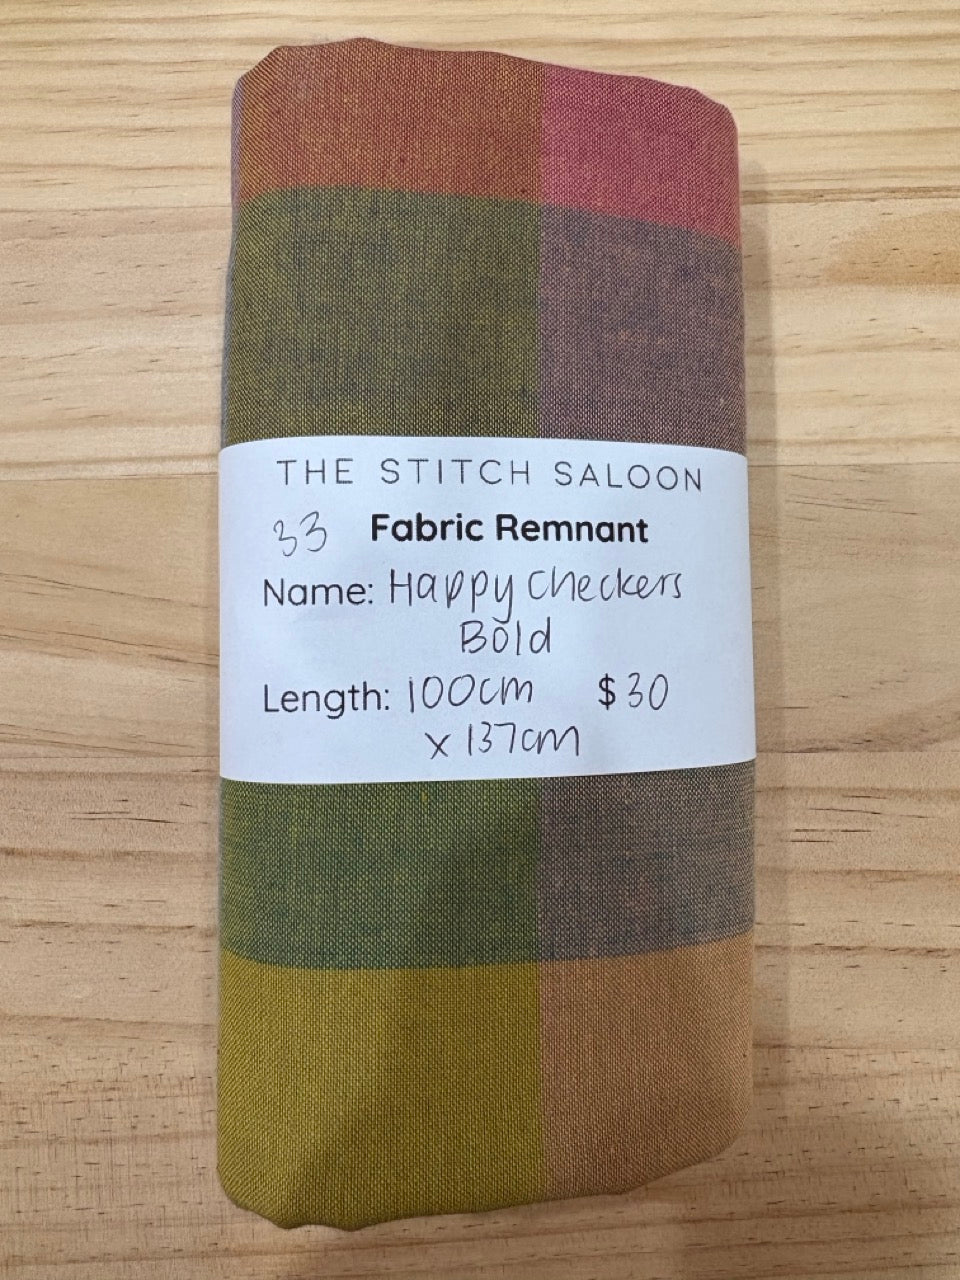 THE STITCH SALOON
33 Fabric Remnant
Name: Happy Checkers
Bold
Length: 100cm $30
x 137cm